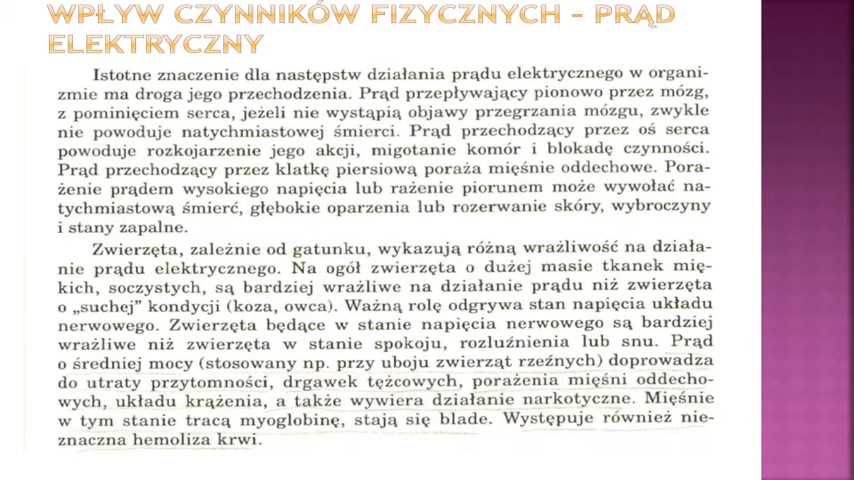 WPŁYW CZYNNIKÓW FIZYCZNYCH – PRĄD
ELEKTRYCZNY
Istotne znaczenie dla następstw działania prądu elektrycznego w organi-
zmie ma droga jego przechodzenia. Prąd przepływający pionowo przez mózg,
z pominięciem serca, jeżeli nie wystąpią objawy przegrzania mózgu, zwykle
nie powoduje natychmiastowej śmierci. Prąd przechodzący przez oś serca
powoduje rozkojarzenie jego akcji, migotanie komór i blokadę czynności.
Prąd przechodzący przez klatkę piersiową poraża mięśnie oddechowe. Pora-
żenie prądem wysokiego napięcia lub rażenie piorunem może wywołać na-
tychmiastową śmierć, głębokie oparzenia lub rozerwanie skóry, wybroczyny
i stany zapalne.
Zwierzęta, zależnie od gatunku, wykazują różną wrażliwość na działa-
nie prądu elektrycznego. Na ogół zwierzęta o dużej masie tkanek mięk-
kich, soczystych, są bardziej wrażliwe na działanie prądu niż zwierzęta
o „suchej” kondycji (koza, owca). Ważną rolę odgrywa stan napięcia układu
nerwowego. Zwierzęta będące w stanie napięcia nerwowego są bardziej
wrażliwe niż zwierzęta w stanie spokoju, rozluźnienia lub snu. Prąd
o średniej mocy (stosowany np. przy uboju zwierząt rzeźnych) doprowadza
do utraty przytomności, drgawek tężcowych, porażenia mięśni oddecho-
wych, układu krążenia, a także wywiera działanie narkotyczne. Mięśnie
w tym stanie tracą myoglobinę, stają się blade. Występuje również nie-
znaczna hemoliza krwi.